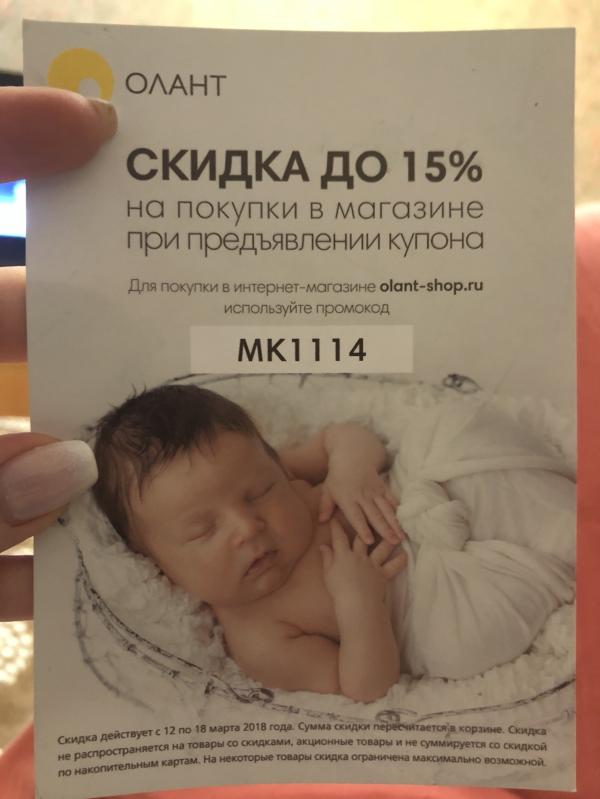 ОЛАНТ
СКИДКА ДО 15%
на покупки в магазине
при предъявлении купона
Для покупки в интернет-магазине olant-shop.ru
используйте промокод
МК1114
Скидка действует с 12 по 18 марта 2018 года. Сумма скидки пересчитается в корзине. Скидка
не распространяется на товары со скидками, акционные товары и не суммируется со скидкой
по накопительным картам. На некоторые товары скидка ограничена максимально возможной.